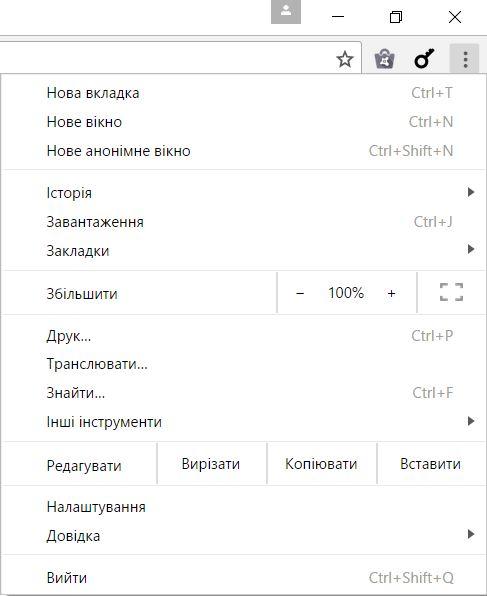 Нова вкладка Ctrl+T
Нове вікно Ctrl+N
Нове анонімне вікно Ctrl+Shift+N
Історія
Завантаження Ctrl+J
Закладки
Збільшити − 100% +
Друк... Ctrl+P
Транслювати...
Знайти... Ctrl+F
Інші інструменти
Редагувати Вирізати Копіювати Вставити
Налаштування
Довідка
Вийти Ctrl+Shift+Q